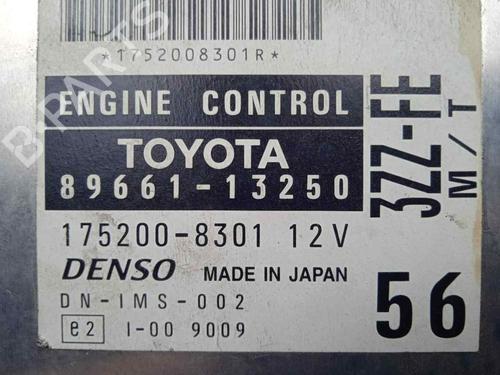 *1752008301R*
ENGINE CONTROL
TOYOTA
89661-13250
3ZZ-FE
M/T
175200-8301 12V
DENSO MADE IN JAPAN
DN-IMS-002
e2 I-00 9009
56
B-PARTS